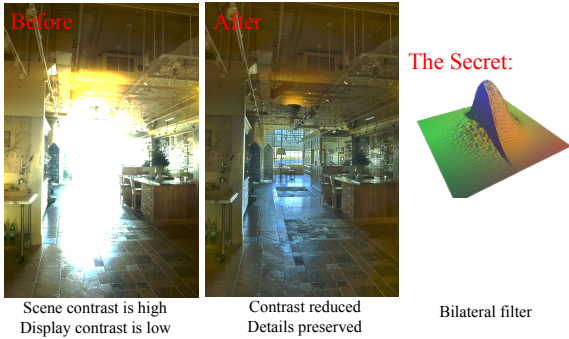 Before
After
The Secret:
Scene contrast is high
Display contrast is low
Contrast reduced
Details preserved
Bilateral filter